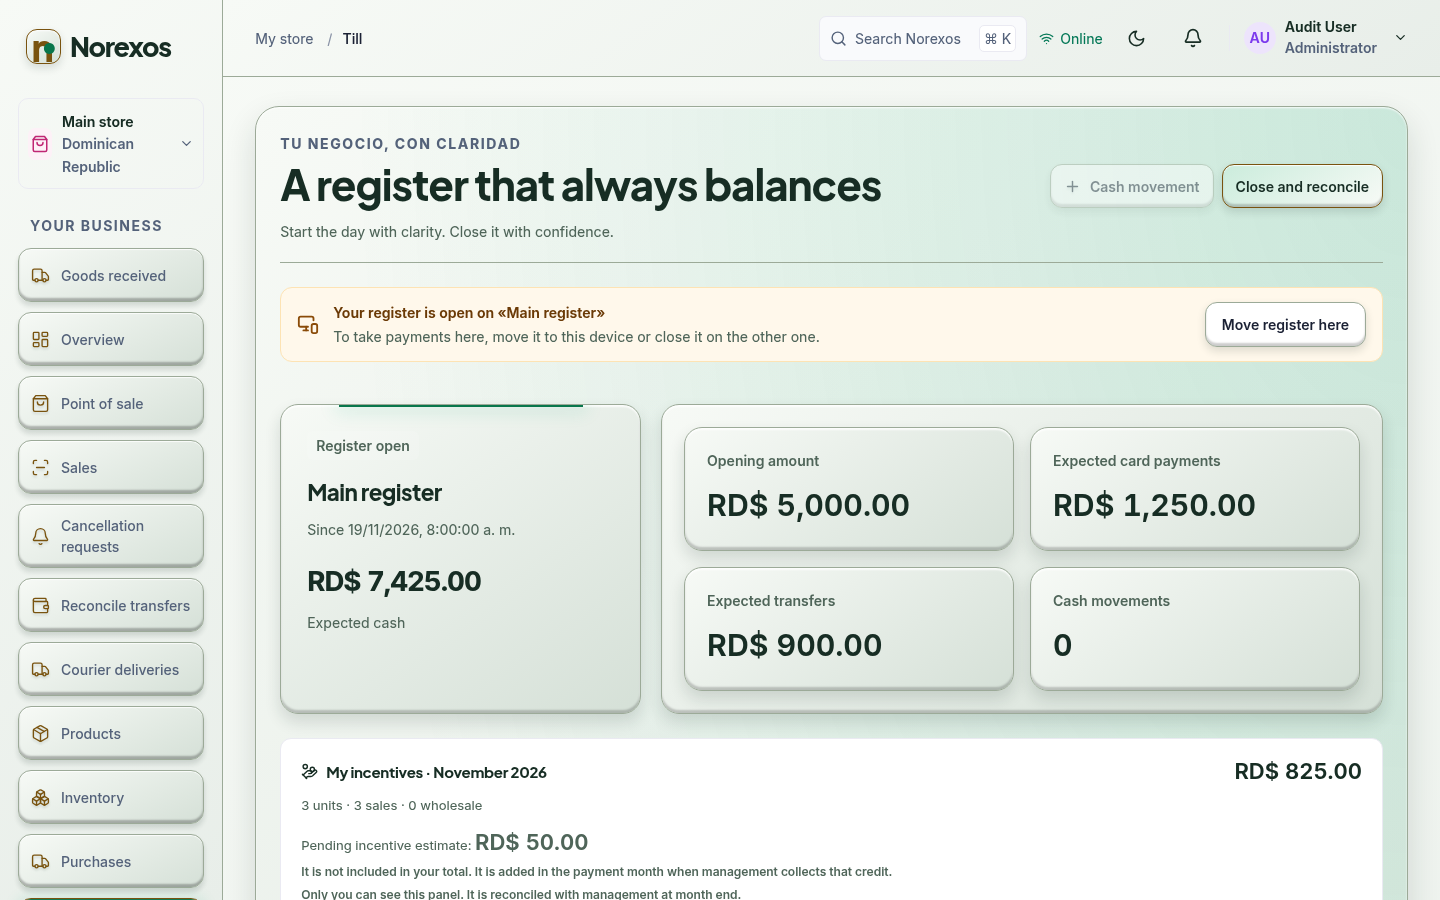 Norexos
My store / Till
Search Norexos ⌘ K
Online
AU
Audit User
Administrator
Main store
Dominican
Republic
YOUR BUSINESS
Goods received
Overview
Point of sale
Sales
Cancellation
requests
Reconcile transfers
Courier deliveries
Products
Inventory
Purchases
TU NEGOCIO, CON CLARIDAD
A register that always balances
Start the day with clarity. Close it with confidence.
Cash movement
Close and reconcile
Your register is open on «Main register»
To take payments here, move it to this device or close it on the other one.
Move register here
Register open
Main register
Since 19/11/2026, 8:00:00 a. m.
RD$ 7,425.00
Expected cash
Opening amount
RD$ 5,000.00
Expected card payments
RD$ 1,250.00
Expected transfers
RD$ 900.00
Cash movements
0
My incentives · November 2026
RD$ 825.00
3 units · 3 sales · 0 wholesale
Pending incentive estimate: RD$ 50.00
It is not included in your total. It is added in the payment month when management collects that credit.
Only you can see this panel. It is reconciled with management at month end.